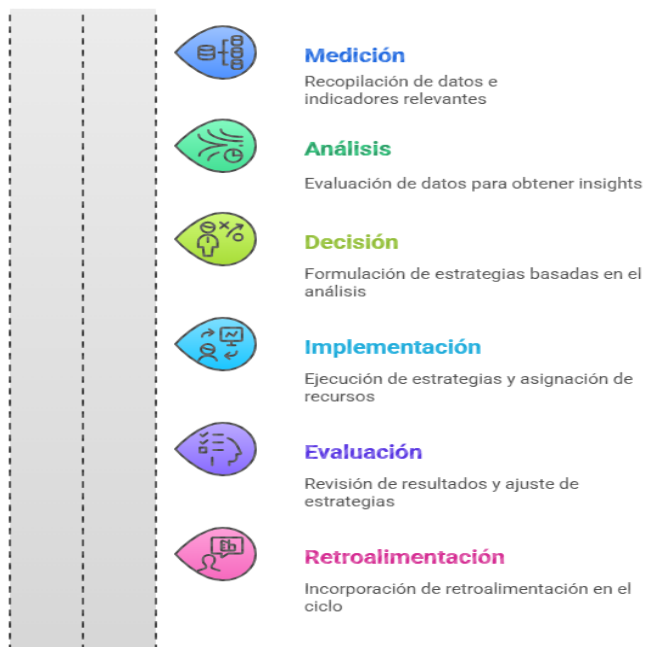 Medición
Recopilación de datos e
indicadores relevantes
Análisis
Evaluación de datos para obtener insights
Decisión
Formulación de estrategias basadas en el
análisis
Implementación
Ejecución de estrategias y asignación de
recursos
Evaluación
Revisión de resultados y ajuste de
estrategias
Retroalimentación
Incorporación de retroalimentación en el
ciclo